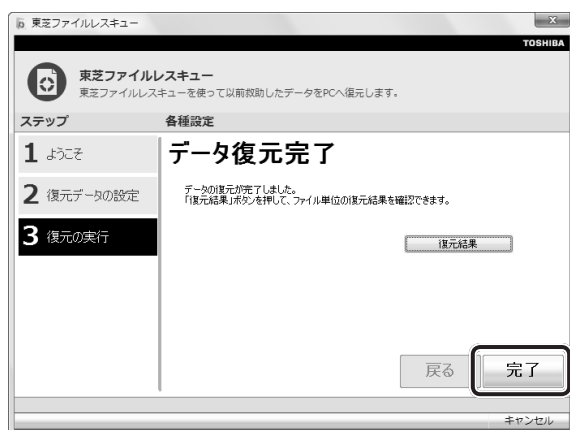 東芝ファイルレスキュー
TOSHIBA
東芝ファイルレスキュー
東芝ファイルレスキューを使って以前救助したデータをPCへ復元します。
ステップ 各種設定
1 ようこそ
データ復元完了
2 復元データの設定
データの復元が完了しました。
「復元結果」ボタンを押して、ファイル単位の復元結果を確認できます。
3 復元の実行
復元結果
戻る 完了
キャンセル